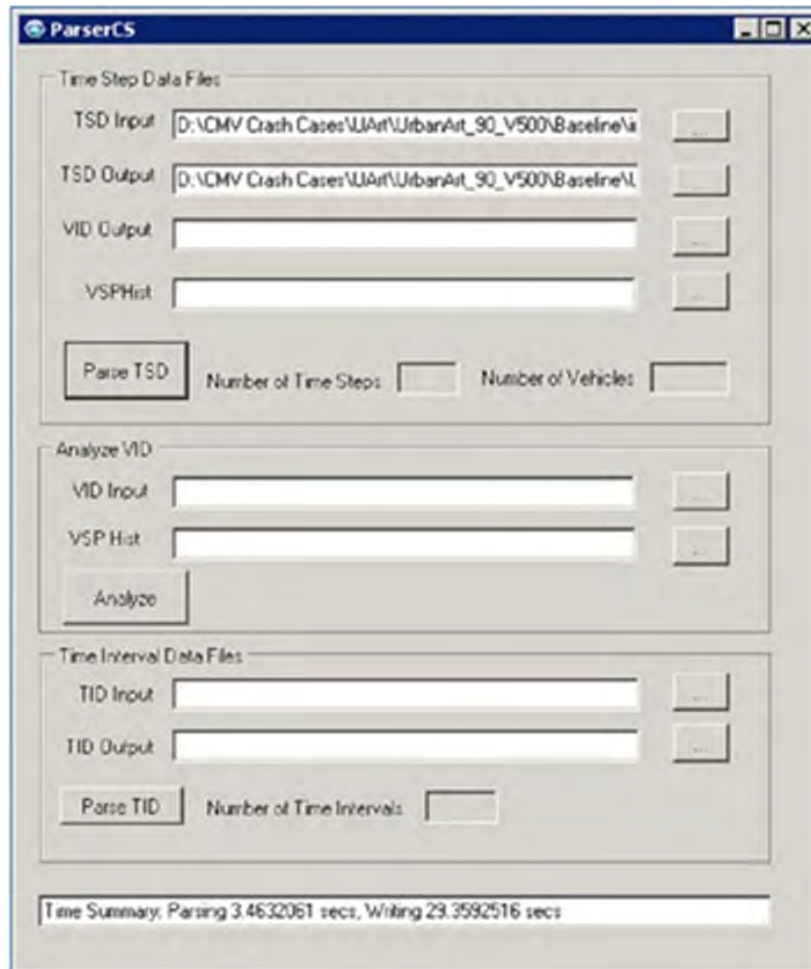 ParserCS
Time Step Data Files
TSD Input D:\CMV Crash Cases\UArt\UrbanArt_90_V500\Baseline\i
...
TSD Output D:\CMV Crash Cases\UArt\UrbanArt_90_V500\Baseline\U
...
VID Output
...
VSPHist
...
Parse TSD Number of Time Steps Number of Vehicles
Analyze VID
VID Input
...
VSP Hist
...
Analyze
Time Interval Data Files
TID Input
...
TID Output
...
Parse TID Number of Time Intervals
Time Summary: Parsing 3.4632061 secs, Writing 29.3592516 secs